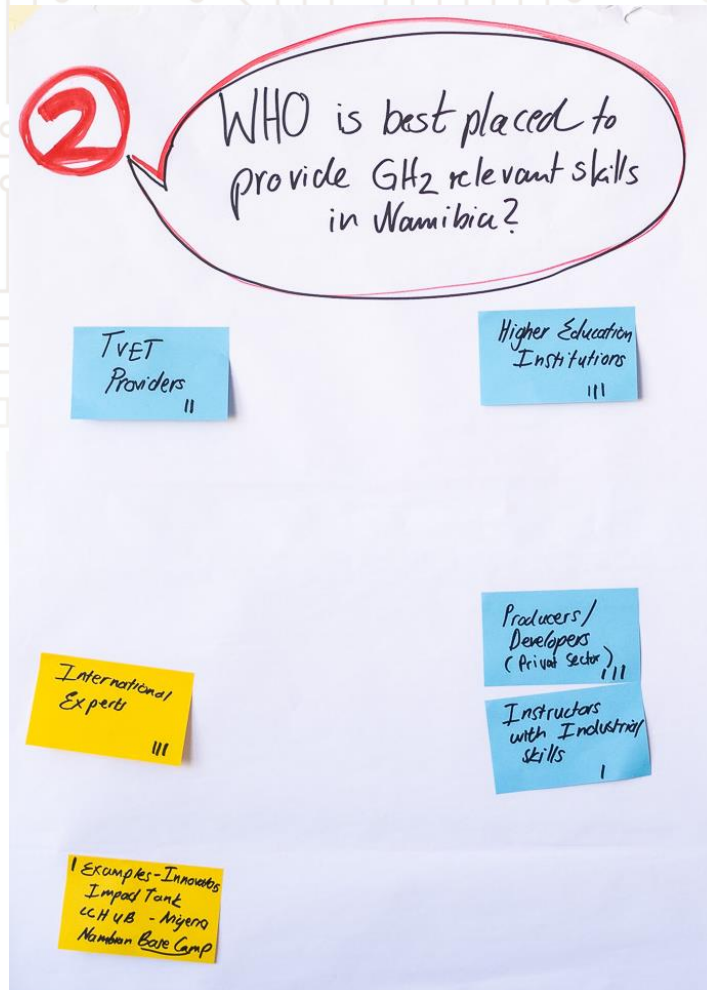 2
WHO is best placed to
provide GH2 relevant skills
in Namibia?
TVET
Providers
II
Higher Education
Institutions
III
Producers/
Developers
(Privat Sector)
III
Instructors
with Industrial
skills
I
International
Experts
III
I Examples-Innovators
Impact Tank
CCHUB - Nigeria
Nambian Base Camp